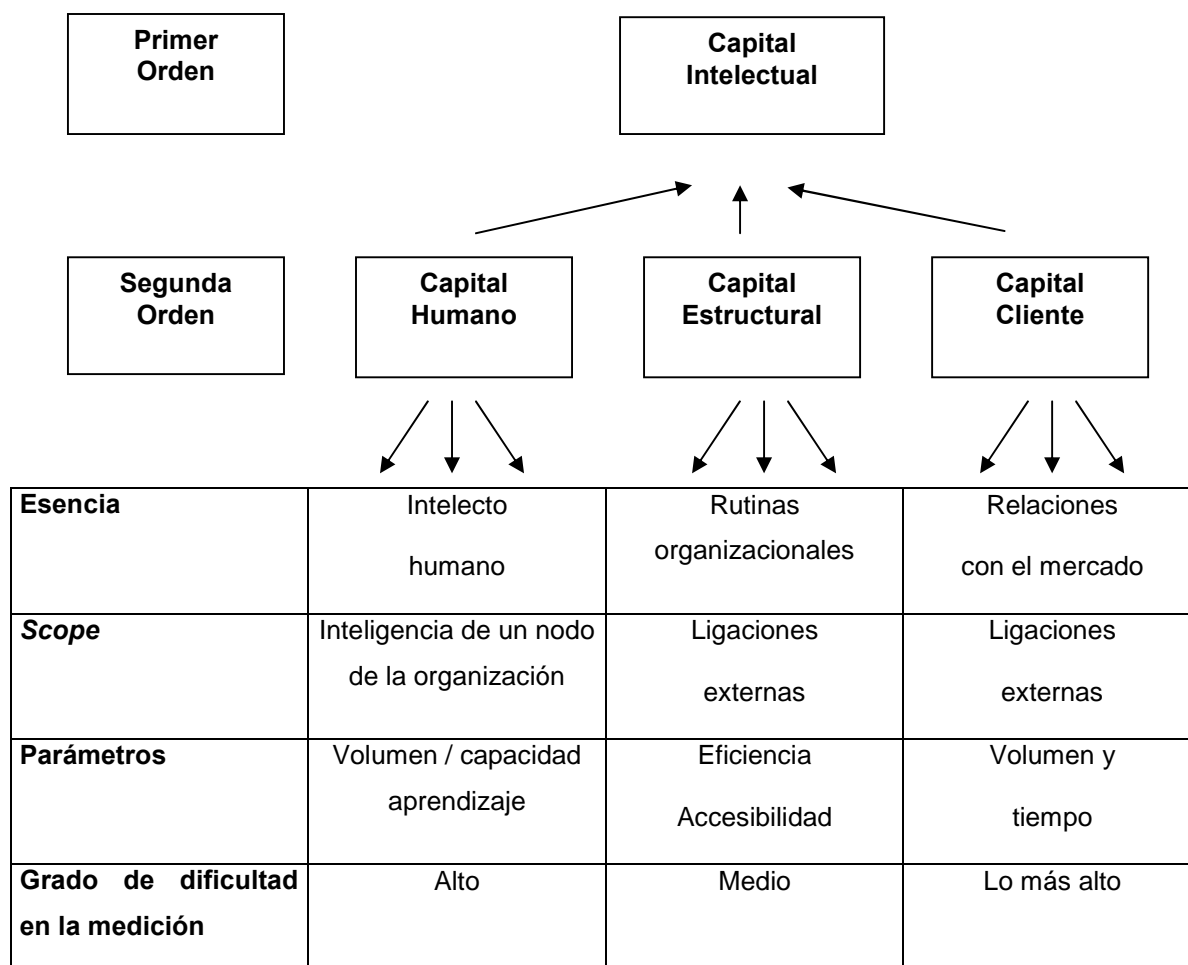 Primer
Orden
Capital
Intelectual
Segunda
Orden
Capital
Humano
Capital
Estructural
Capital
Cliente
Esencia
Intelecto
humano
Rutinas
organizacionales
Relaciones
con el mercado
Scope
Inteligencia de un nodo
de la organización
Ligaciones
externas
Ligaciones
externas
Parámetros
Volumen / capacidad
aprendizaje
Eficiencia
Accesibilidad
Volumen y
tiempo
Grado de dificultad
en la medición
Alto
Medio
Lo más alto